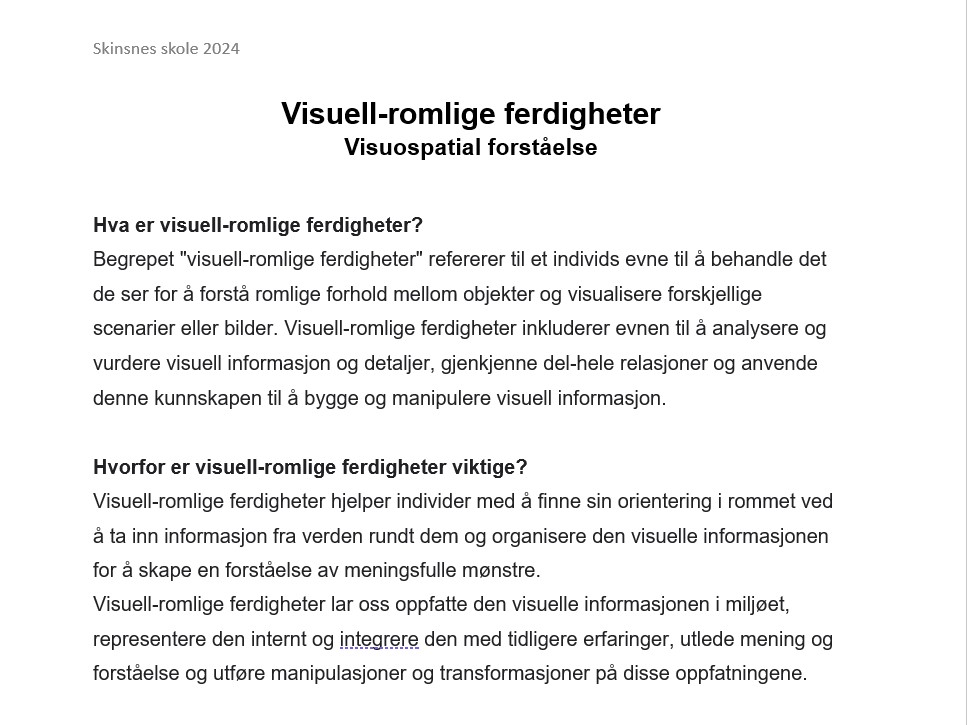 Skinsnes skole 2024
Visuell-romlige ferdigheter
Visuospatial forståelse
Hva er visuell-romlige ferdigheter?
Begrepet "visuell-romlige ferdigheter" refererer til et individs evne til å behandle det
de ser for å forstå romlige forhold mellom objekter og visualisere forskjellige
scenarier eller bilder. Visuell-romlige ferdigheter inkluderer evnen til å analysere og
vurdere visuell informasjon og detaljer, gjenkjenne del-hele relasjoner og anvende
denne kunnskapen til å bygge og manipulere visuell informasjon.
Hvorfor er visuell-romlige ferdigheter viktige?
Visuell-romlige ferdigheter hjelper individer med å finne sin orientering i rommet ved
å ta inn informasjon fra verden rundt dem og organisere den visuelle informasjonen
for å skape en forståelse av meningsfulle mønstre.
Visuell-romlige ferdigheter lar oss oppfatte den visuelle informasjonen i miljøet,
representere den internt og integrere den med tidligere erfaringer, utlede mening og
forståelse og utføre manipulasjoner og transformasjoner på disse oppfatningene.